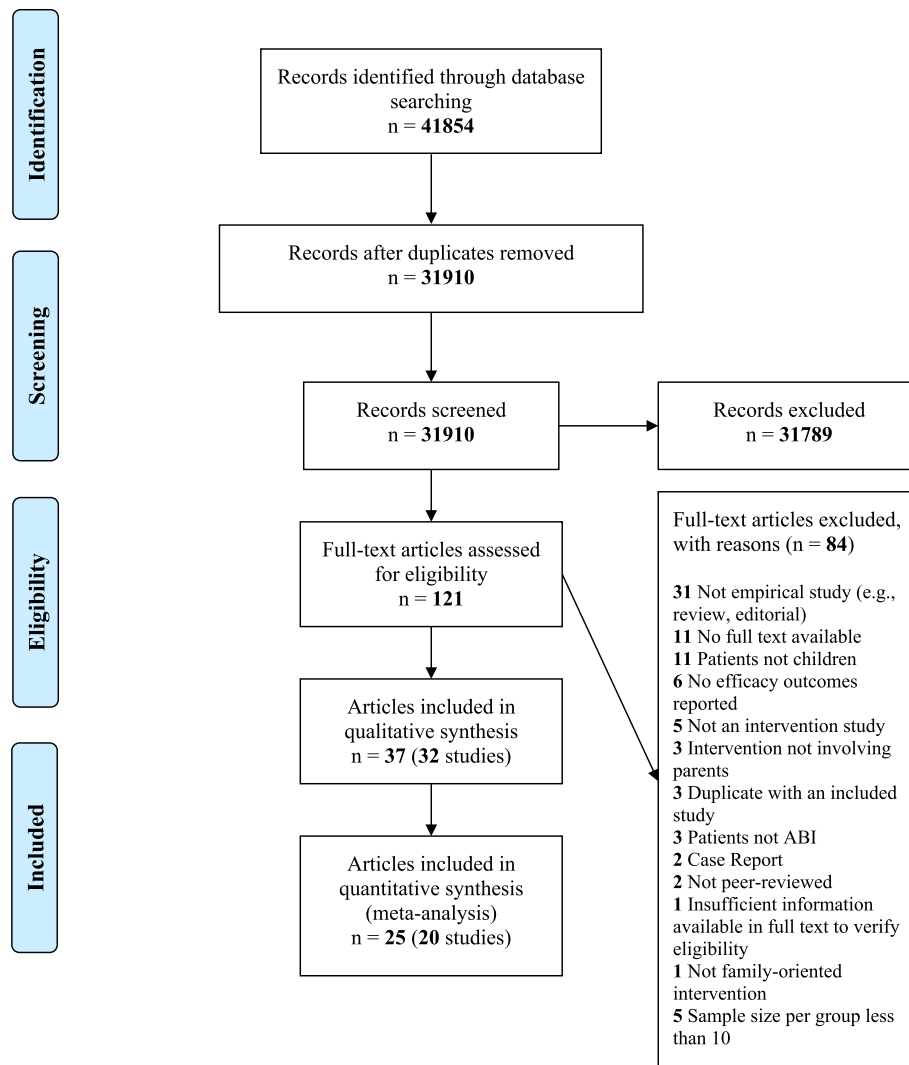 Identification
Records identified through database
searching
n = 41854
Records after duplicates removed
n = 31910
Screening
Records screened
n = 31910
Records excluded
n = 31789
Eligibility
Full-text articles assessed
for eligibility
n = 121
Full-text articles excluded,
with reasons (n = 84)
31 Not empirical study (e.g.,
review, editorial)
11 No full text available
11 Patients not children
6 No efficacy outcomes
reported
5 Not an intervention study
3 Intervention not involving
parents
3 Duplicate with an included
study
3 Patients not ABI
2 Case Report
2 Not peer-reviewed
1 Insufficient information
available in full text to verify
eligibility
1 Not family-oriented
intervention
5 Sample size per group less
than 10
Articles included in
qualitative synthesis
n = 37 (32 studies)
Included
Articles included in
quantitative synthesis
(meta-analysis)
n = 25 (20 studies)